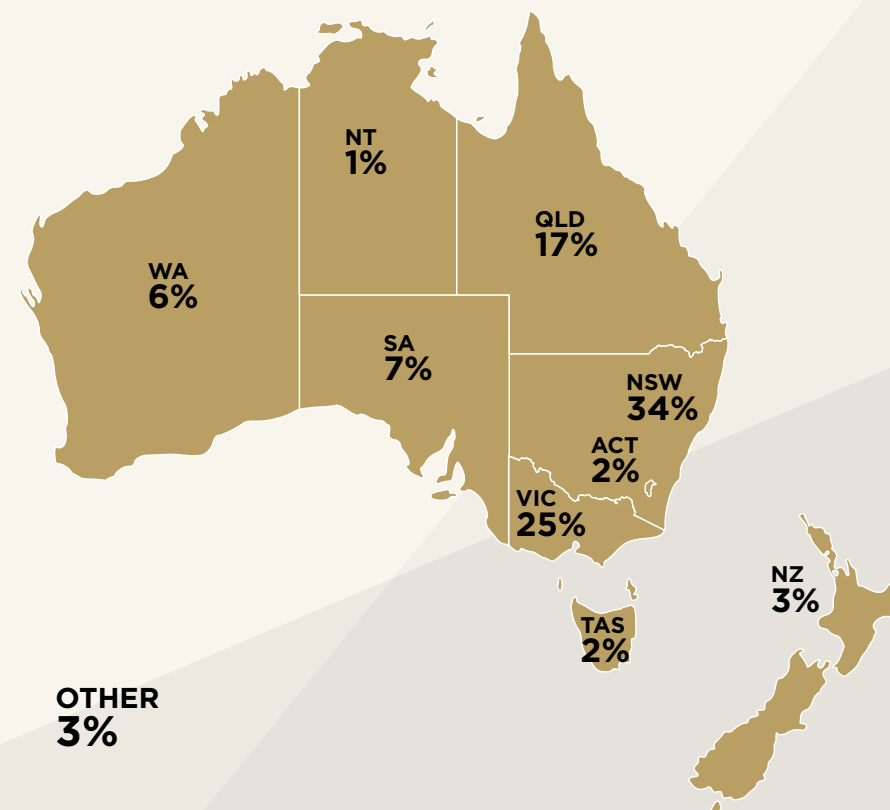 NT
1%
QLD
17%
WA
6%
SA
7%
NSW
34%
ACT
2%
VIC
25%
NZ
3%
TAS
2%
OTHER
3%